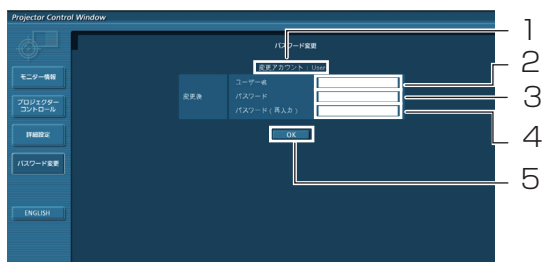 Projector Control Window
パスワード変更
1
変更アカウント : User
2
モニター情報
ユーザー名
変更後
パスワード
3
プロジェクター
コントロール
パスワード(再入力)
4
詳細設定
OK
パスワード変更
5
ENGLISH